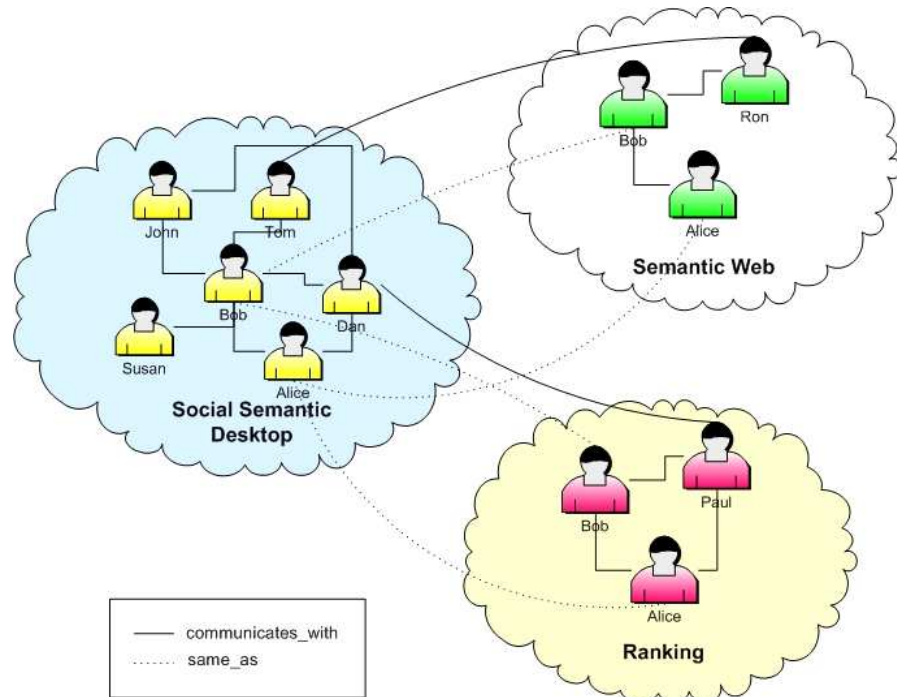 Ron
Bob
Alice
Semantic Web
John
Tom
Bob
Dan
Susan
Alice
Social Semantic
Desktop
Paul
Bob
Alice
Ranking
communicates_with
same_as